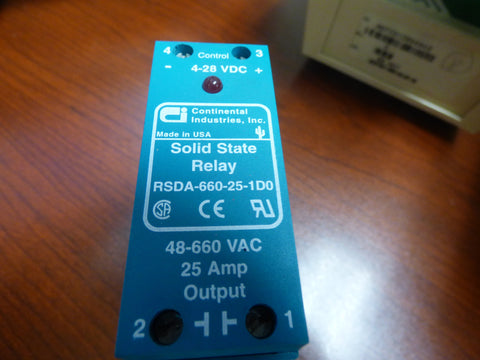 4 Control 3
- 4-28 VDC +
Continental
Industries, Inc.
Made in USA
Solid State
Relay
RSDA-660-25-1D0
CE
48-660 VAC
25 Amp
Output
2 1